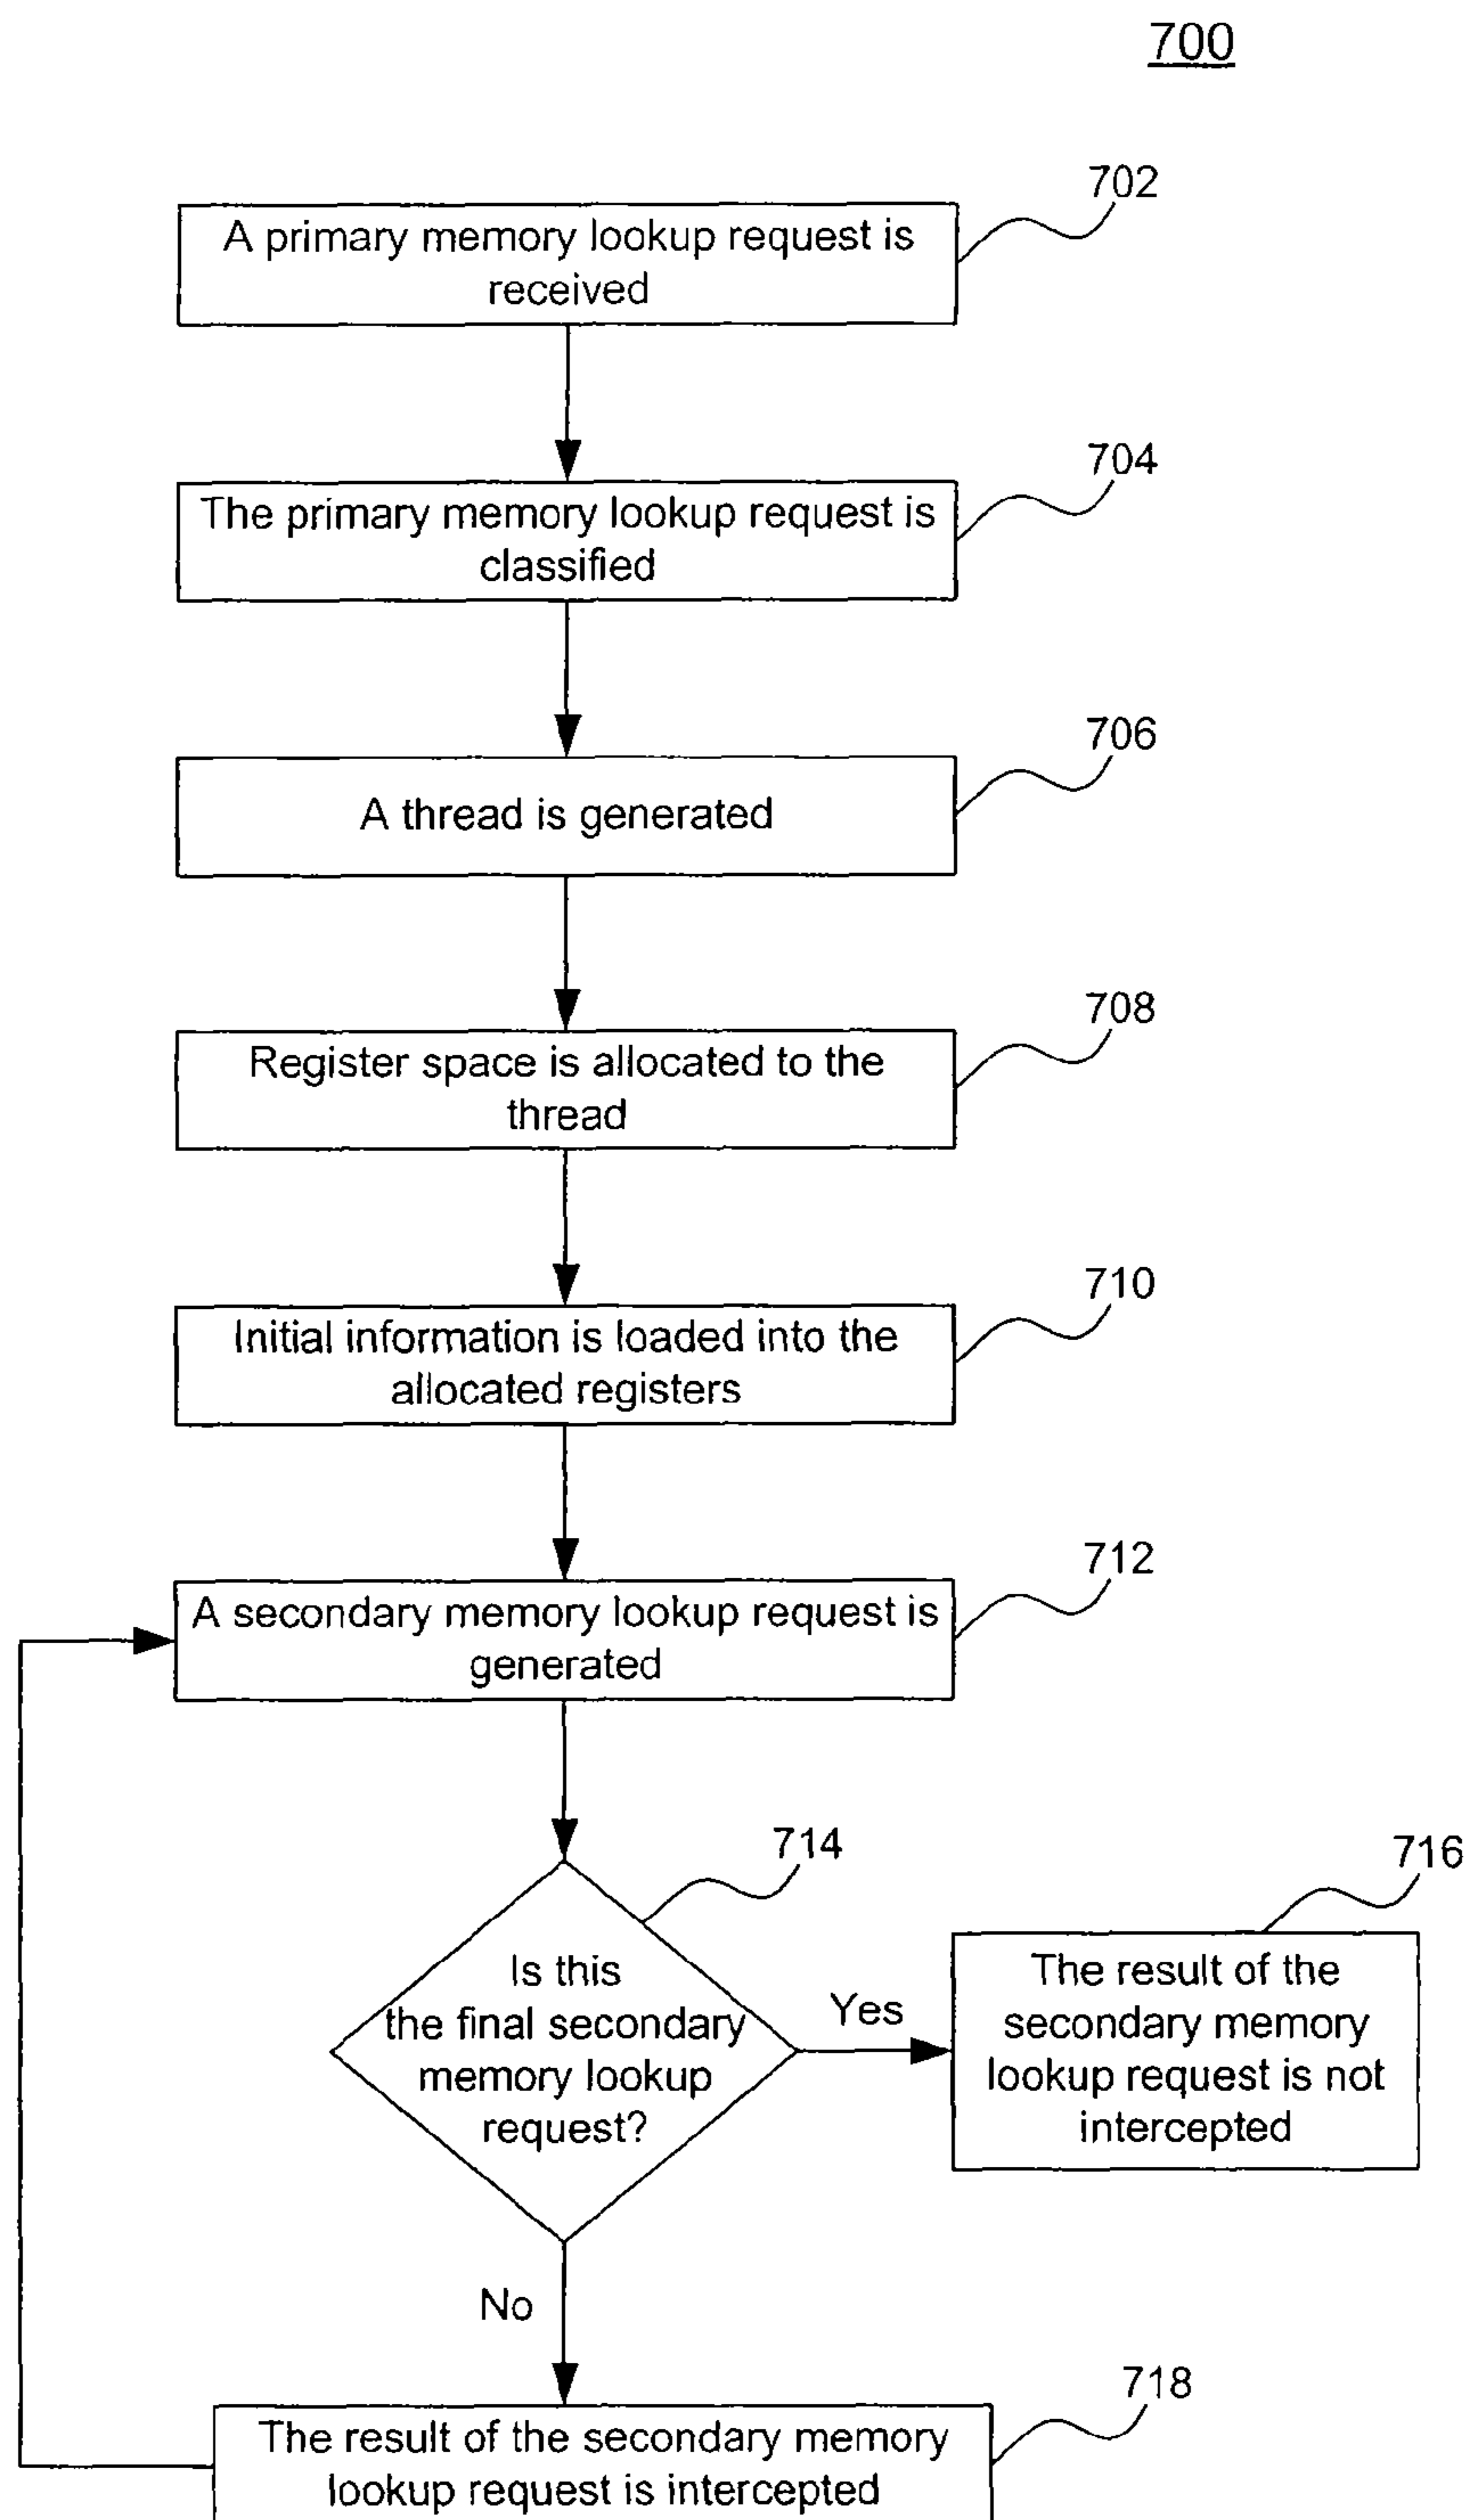 700
702
A primary memory lookup request is
received
704
The primary memory lookup request is
classified
706
A thread is generated
708
Register space is allocated to the
thread
710
Initial information is loaded into the
allocated registers
712
A secondary memory lookup request is
generated
714
Is this
the final secondary
memory lookup
request?
Yes
716
The result of the
secondary memory
lookup request is not
intercepted
No
718
The result of the secondary memory
lookup request is intercepted